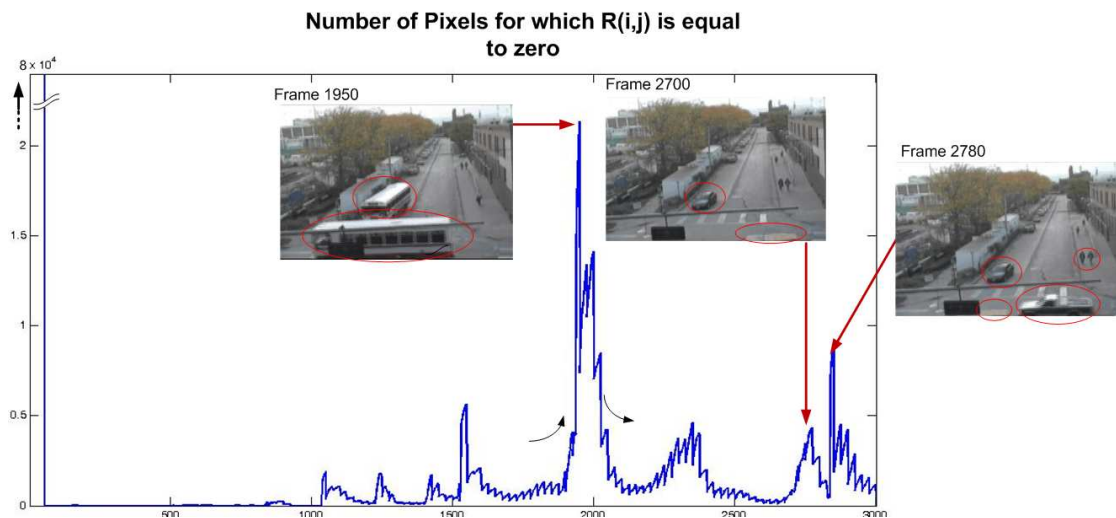 Number of Pixels for which R(i,j) is equal
to zero
8 x 10⁴
Frame 1950
Frame 2700
Frame 2780
2
1.5
1
0.5
0
500
1000
1500
2000
2500
3000